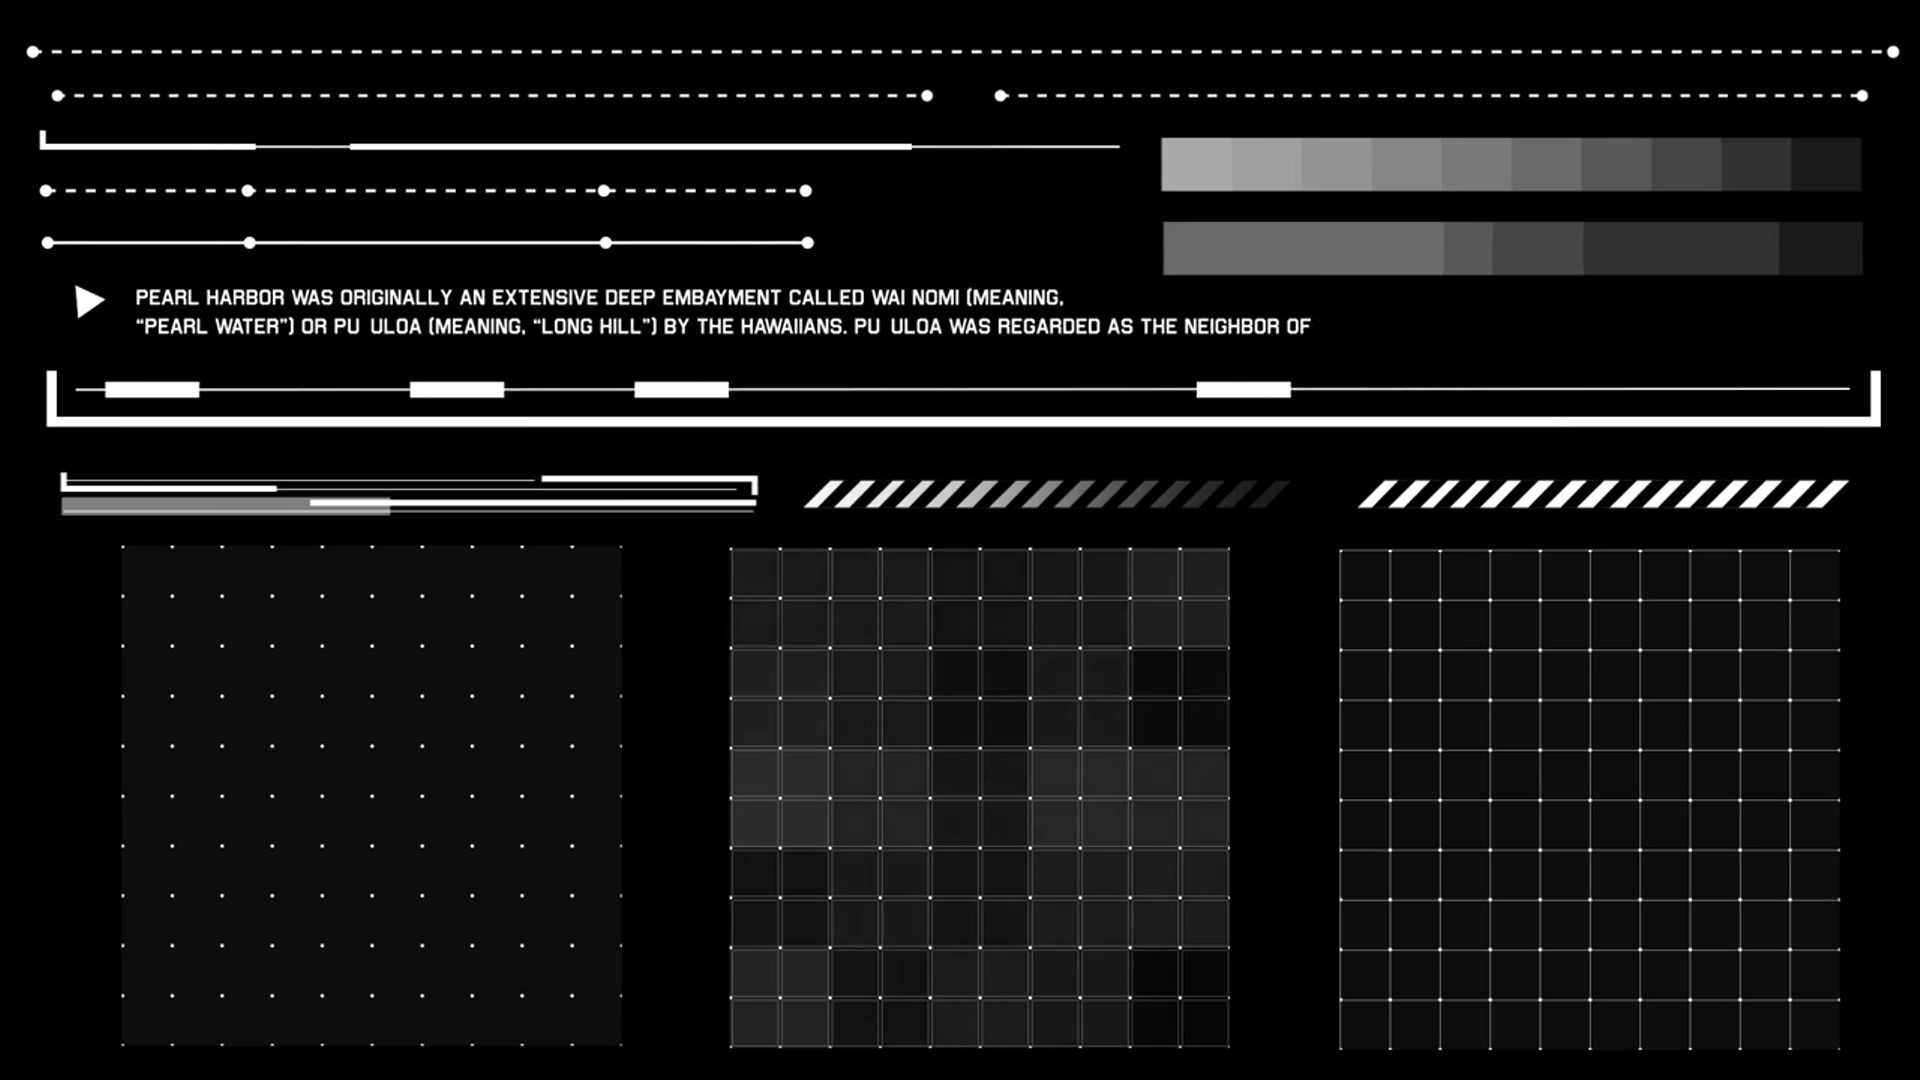 PEARL HARBOR WAS ORIGINALLY AN EXTENSIVE DEEP EMBAYMENT CALLED WAI NOMI (MEANING,
“PEARL WATER”) OR PU ULOA (MEANING, “LONG HILL”) BY THE HAWAIIANS. PU ULOA WAS REGARDED AS THE NEIGHBOR OF